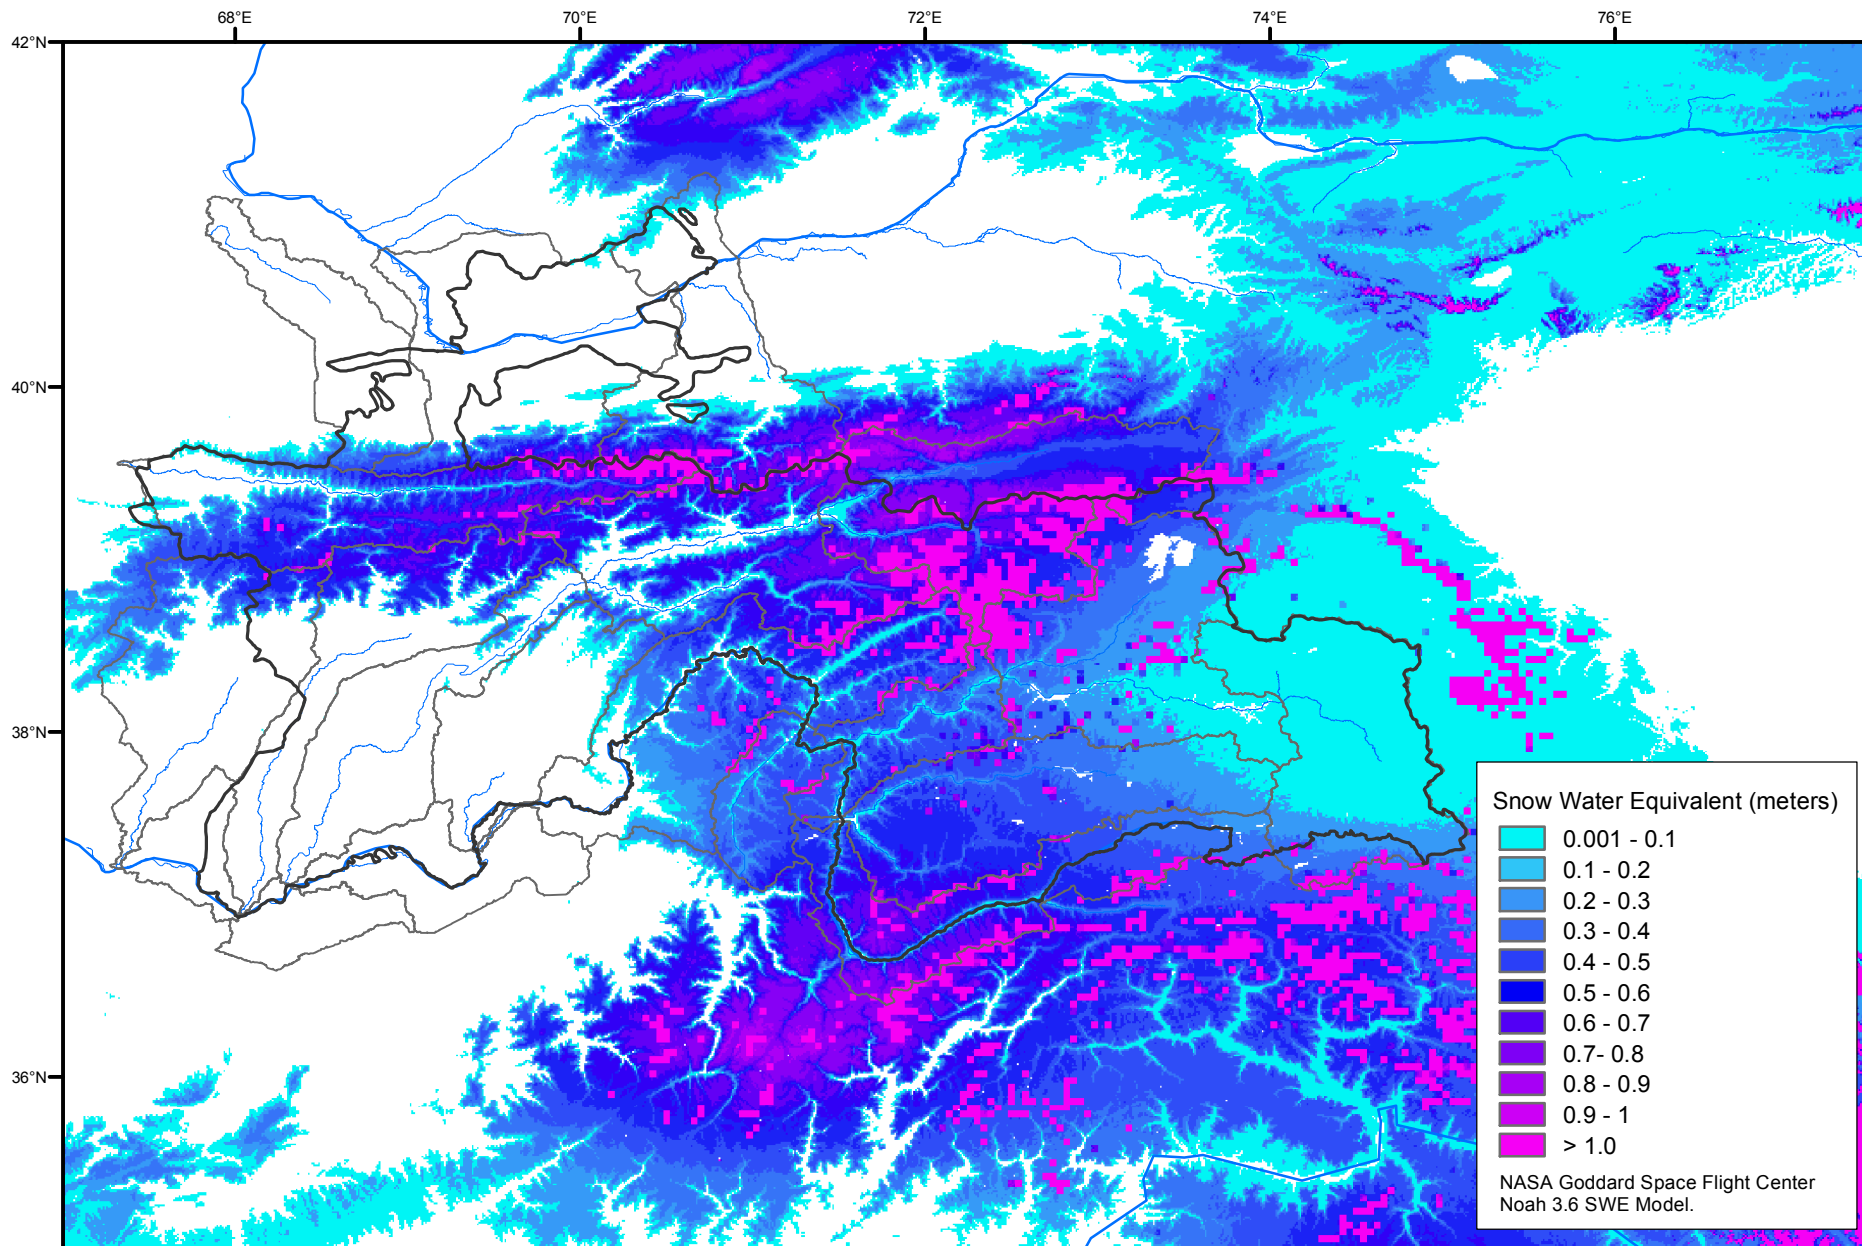 68°E 70°E 72°E 74°E 76°E
42°N
40°N
38°N
36°N
Snow Water Equivalent (meters)
0.001 - 0.1
0.1 - 0.2
0.2 - 0.3
0.3 - 0.4
0.4 - 0.5
0.5 - 0.6
0.6 - 0.7
0.7- 0.8
0.8 - 0.9
0.9 - 1
> 1.0
NASA Goddard Space Flight Center
Noah 3.6 SWE Model.